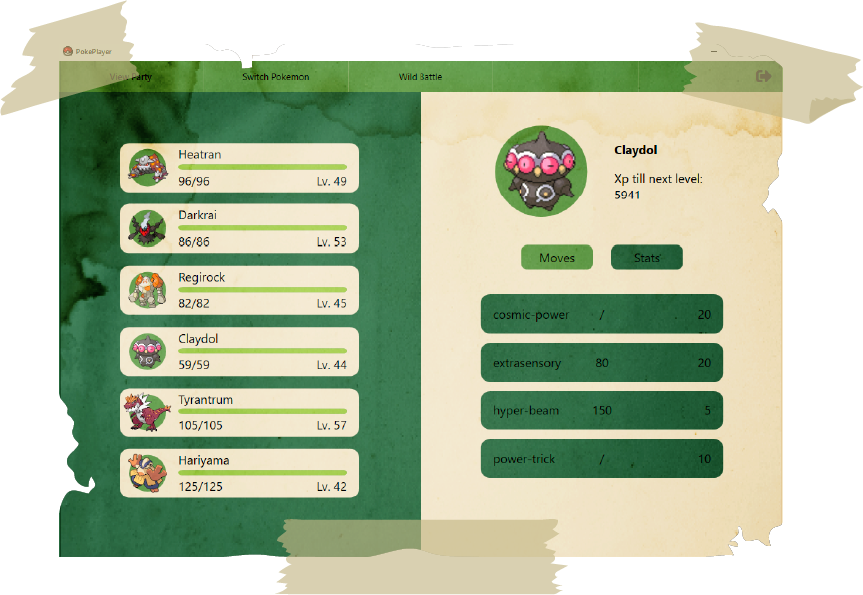 PokePlayer
View Party
Switch Pokemon
Wild Battle
Heatran
96/96 Lv. 49
Darkrai
86/86 Lv. 53
Regirock
82/82 Lv. 45
Claydol
59/59 Lv. 44
Tyrantrum
105/105 Lv. 57
Hariyama
125/125 Lv. 42
Claydol
Xp till next level:
5941
Moves
Stats
cosmic-power / 20
extrasensory 80 20
hyper-beam 150 5
power-trick / 10